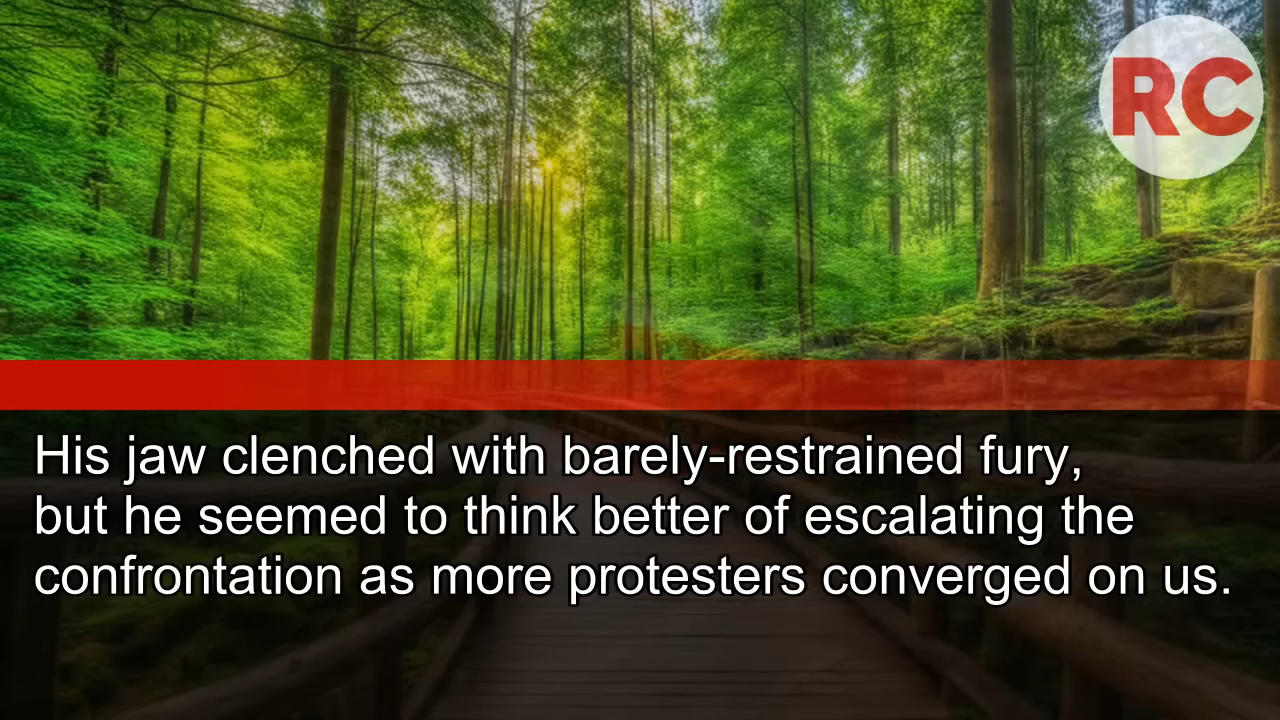 RC
His jaw clenched with barely-restrained fury,
but he seemed to think better of escalating the
confrontation as more protesters converged on us.